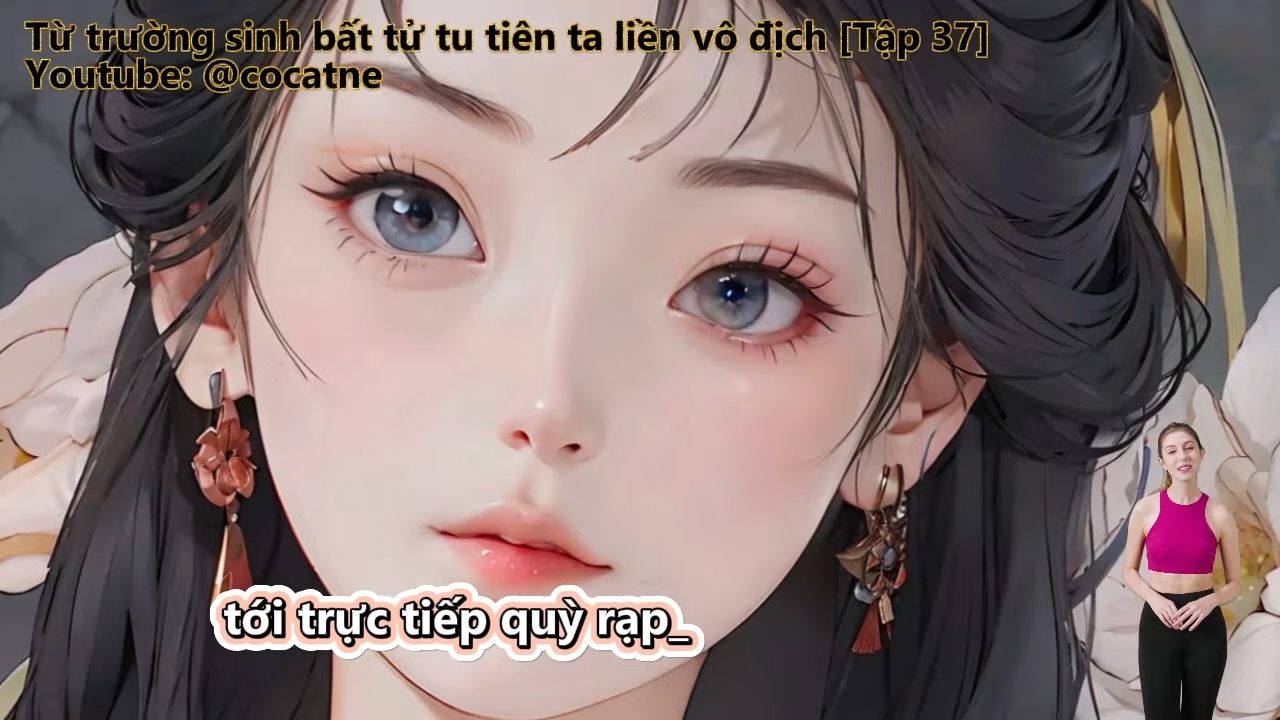 Từ trường sinh bất tử tu tiên ta liền vô địch [Tập 37]
Youtube: @cocatne
tới trực tiếp quỳ rạp_